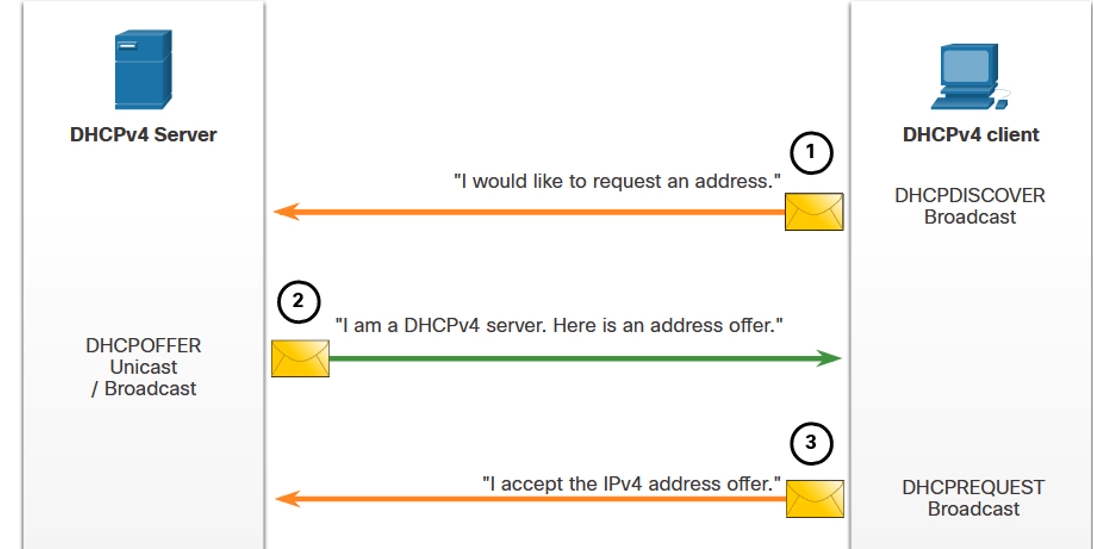 DHCPv4 Server
DHCPv4 client
1
"I would like to request an address."
DHCPDISCOVER
Broadcast
2
"I am a DHCPv4 server. Here is an address offer."
DHCPOFFER
Unicast
/ Broadcast
3
"I accept the IPv4 address offer."
DHCPREQUEST
Broadcast